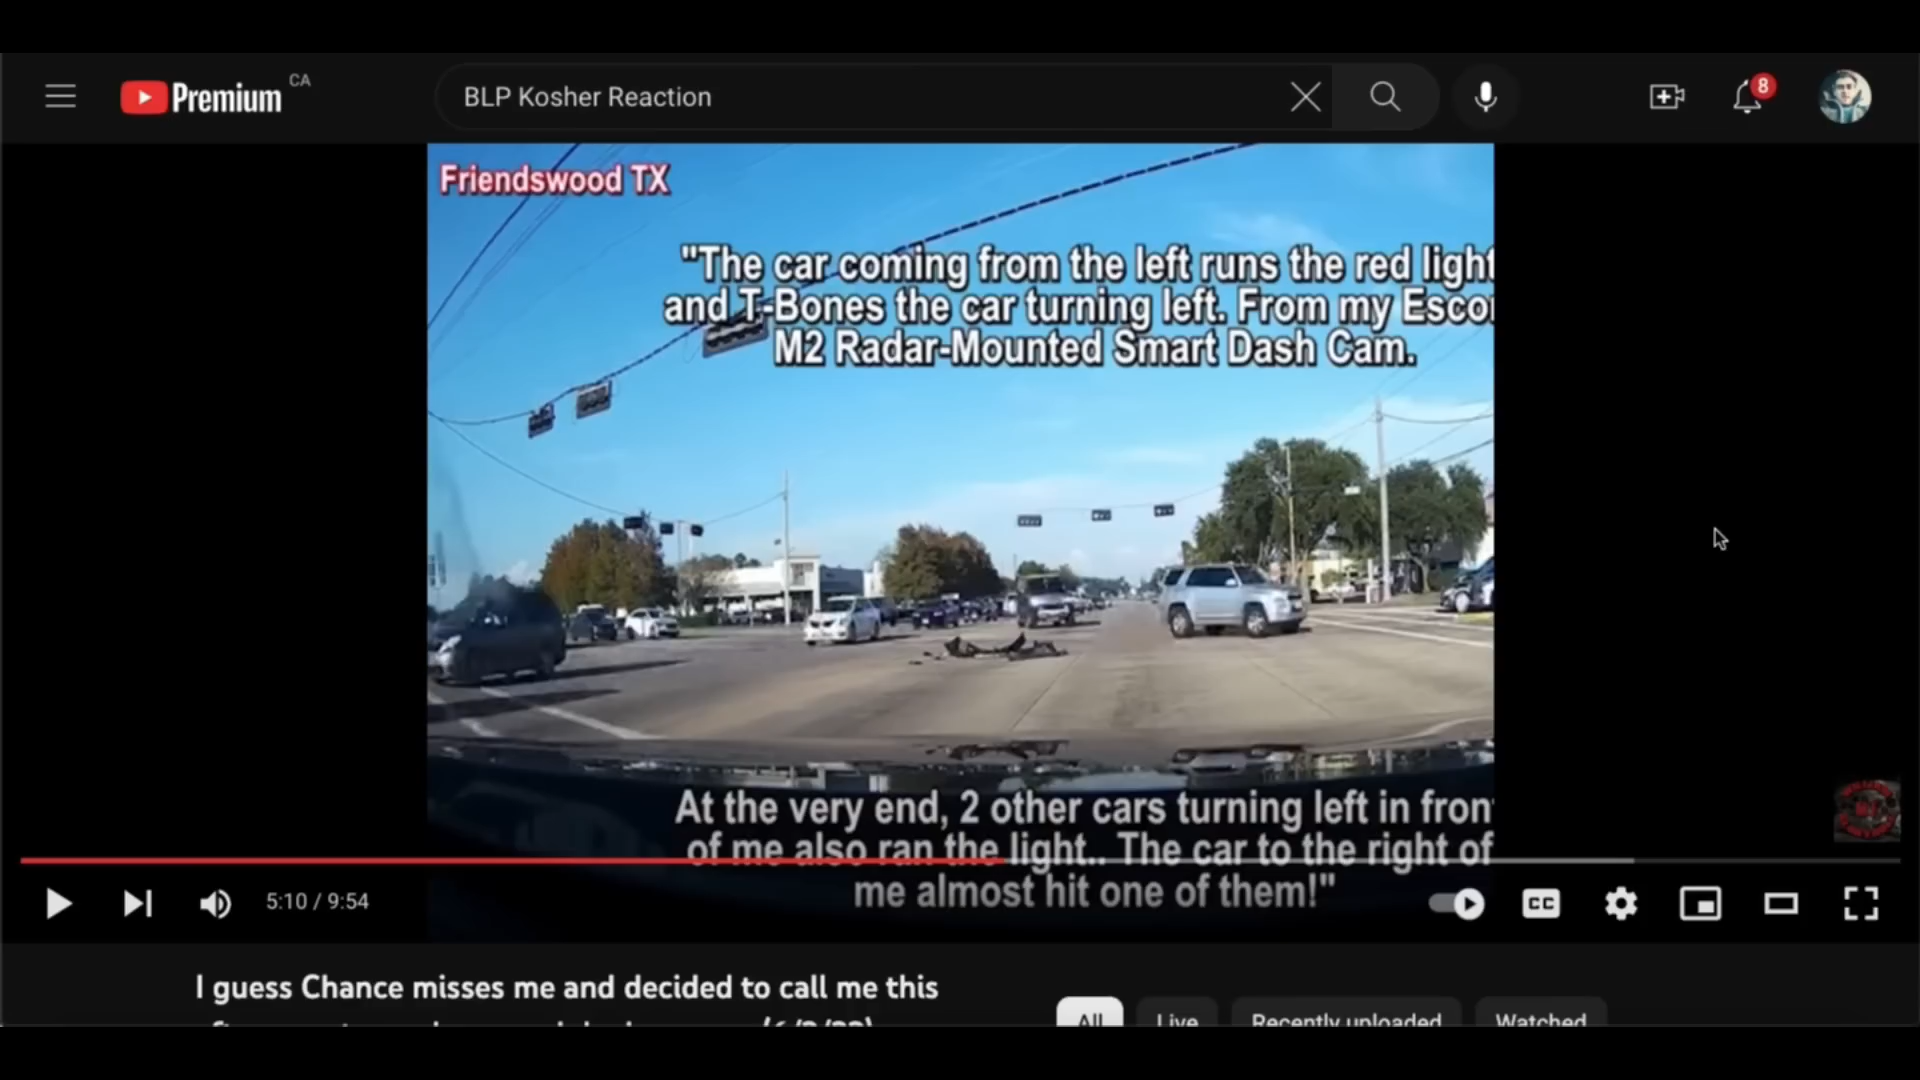 Premium CA
BLP Kosher Reaction
8
Friendswood TX
"The car coming from the left runs the red light
and T-Bones the car turning left. From my Escor
M2 Radar-Mounted Smart Dash Cam.
At the very end, 2 other cars turning left in fron
of me also ran the light.. The car to the right of
me almost hit one of them!"
5:10 / 9:54
CC
I guess Chance misses me and decided to call me this
All Live Recently uploaded Watched